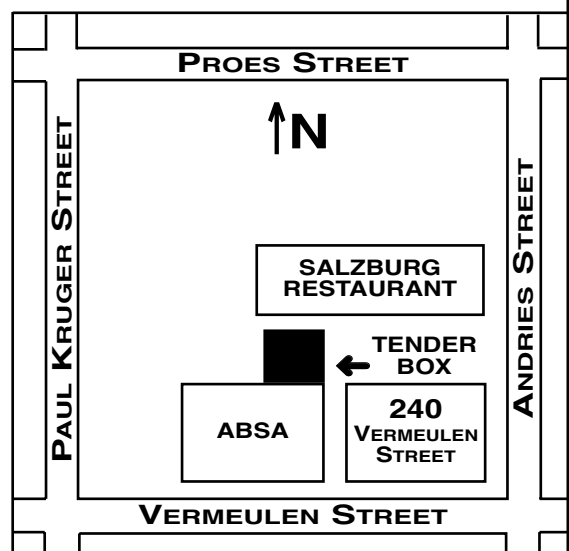 PROES STREET
N
PAUL KRUGER STREET
ANDRIES STREET
SALZBURG
RESTAURANT
TENDER
BOX
ABSA
240
VERMEULEN
STREET
VERMEULEN STREET